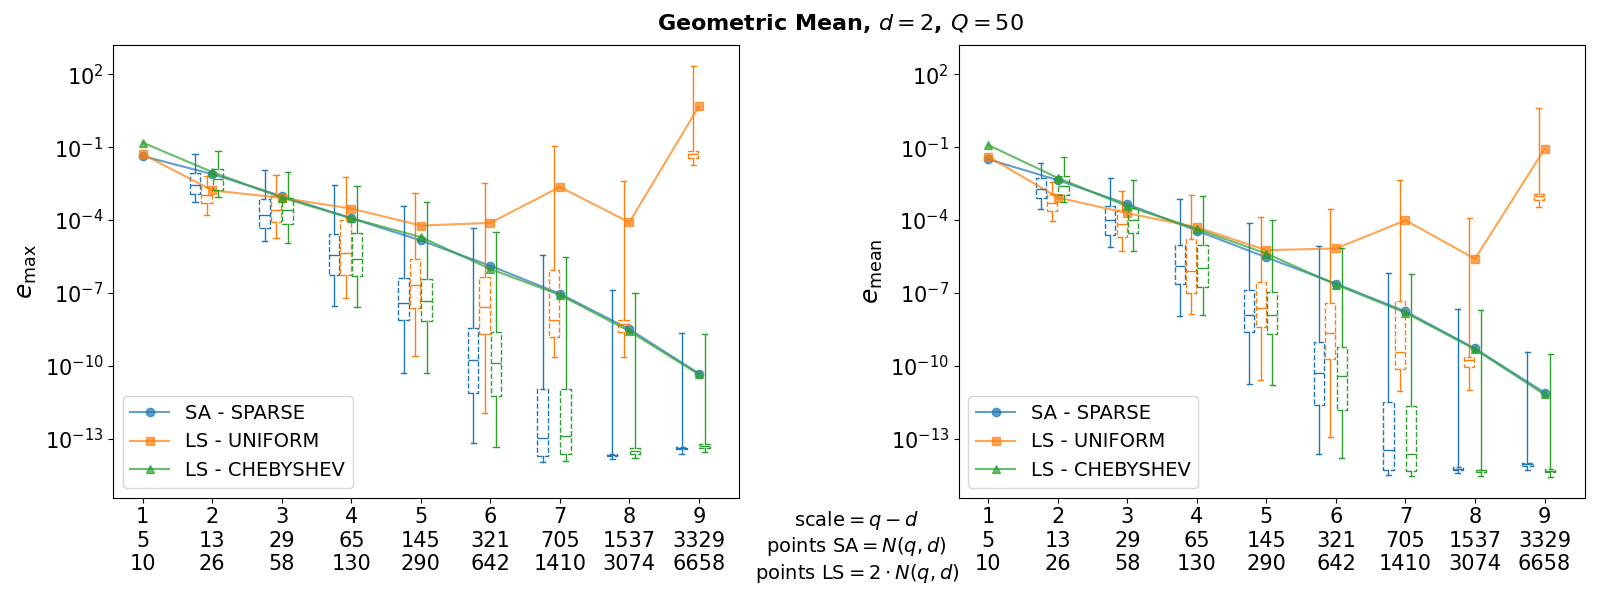 Geometric Mean, d = 2, Q = 50
e_max
10^2
10^-1
10^-4
10^-7
10^-10
10^-13
SA - SPARSE
LS - UNIFORM
LS - CHEBYSHEV
1 2 3 4 5 6 7 8 9
5 13 29 65 145 321 705 1537 3329
10 26 58 130 290 642 1410 3074 6658
scale = q − d
points SA = N(q, d)
points LS = 2 · N(q, d)
e_mean
10^2
10^-1
10^-4
10^-7
10^-10
10^-13
SA - SPARSE
LS - UNIFORM
LS - CHEBYSHEV
1 2 3 4 5 6 7 8 9
5 13 29 65 145 321 705 1537 3329
10 26 58 130 290 642 1410 3074 6658